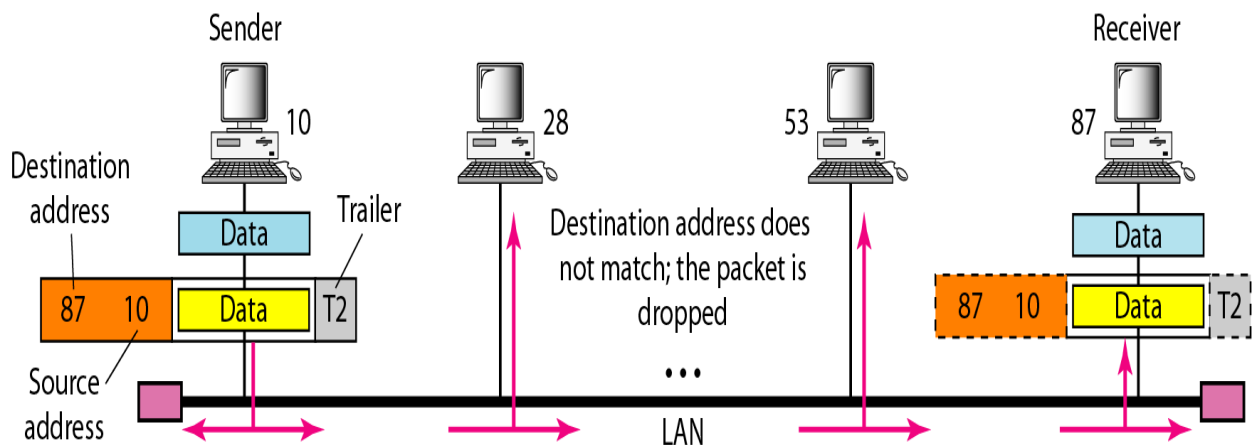 Sender
Receiver
10
28
53
87
Destination
address
Trailer
Data
Destination address does
not match; the packet is
dropped
Data
87 10 Data T2
87 10 Data T2
Source
address
...
LAN